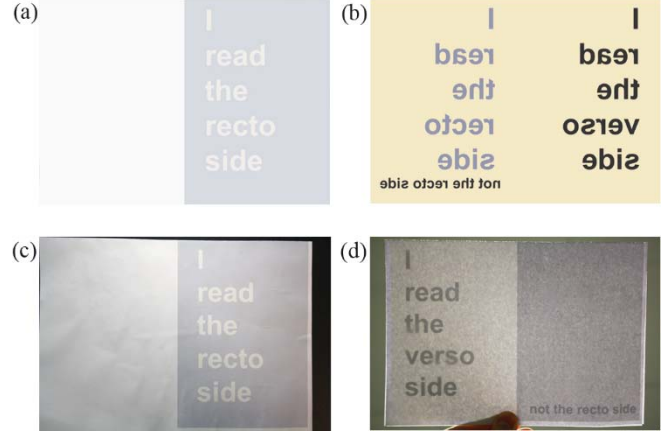 (a)
I
read
the
recto
side
(b)
I
read
the
recto
side
not the recto side
I
read
the
verso
side
(c)
I
read
the
recto
side
(d)
I
read
the
verso
side
not the recto side